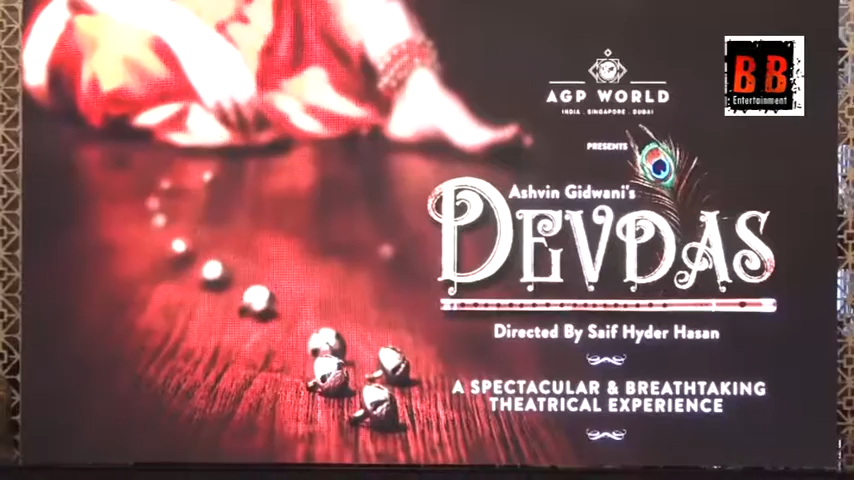 AGP WORLD
INDIA . SINGAPORE . DUBAI
PRESENTS
Ashvin Gidwani's
DEVDAS
Directed By Saif Hyder Hasan
A SPECTACULAR & BREATHTAKING
THEATRICAL EXPERIENCE
BB
Entertainment